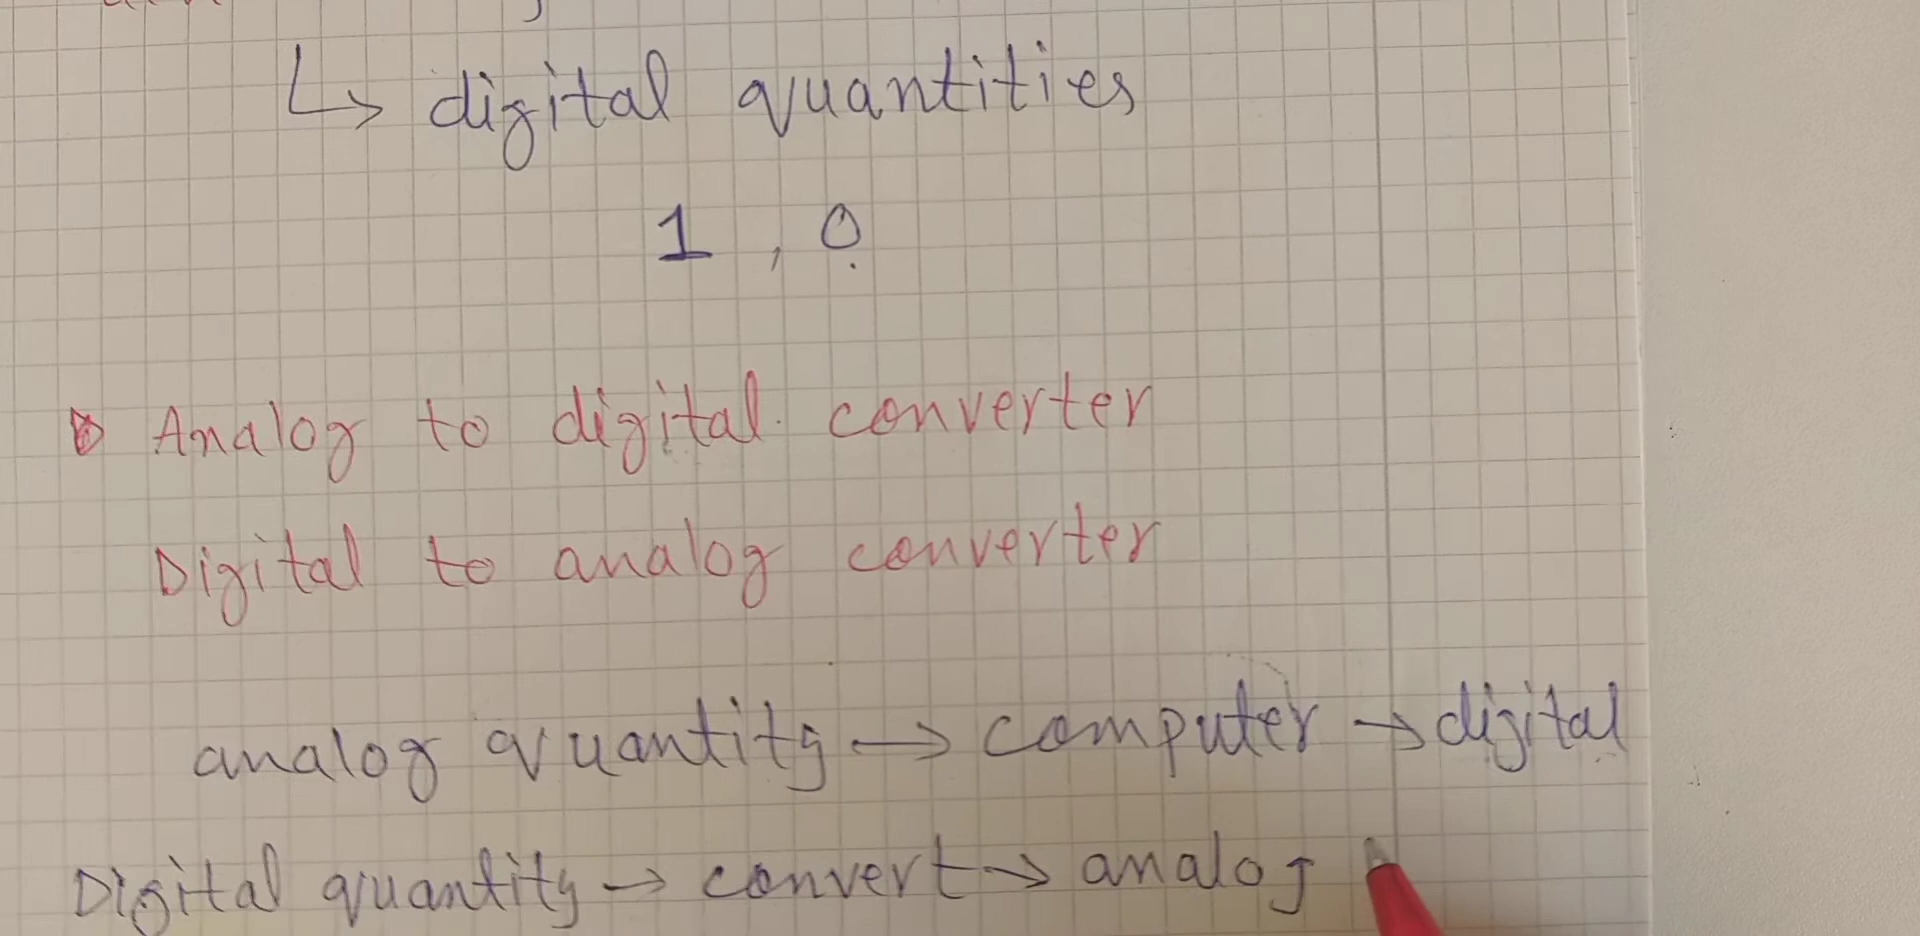 ↳ digital quantities
1 , 0
Analog to digital converter
Digital to analog converter
analog quantity → computer → digital
Digital quantity → convert → analog